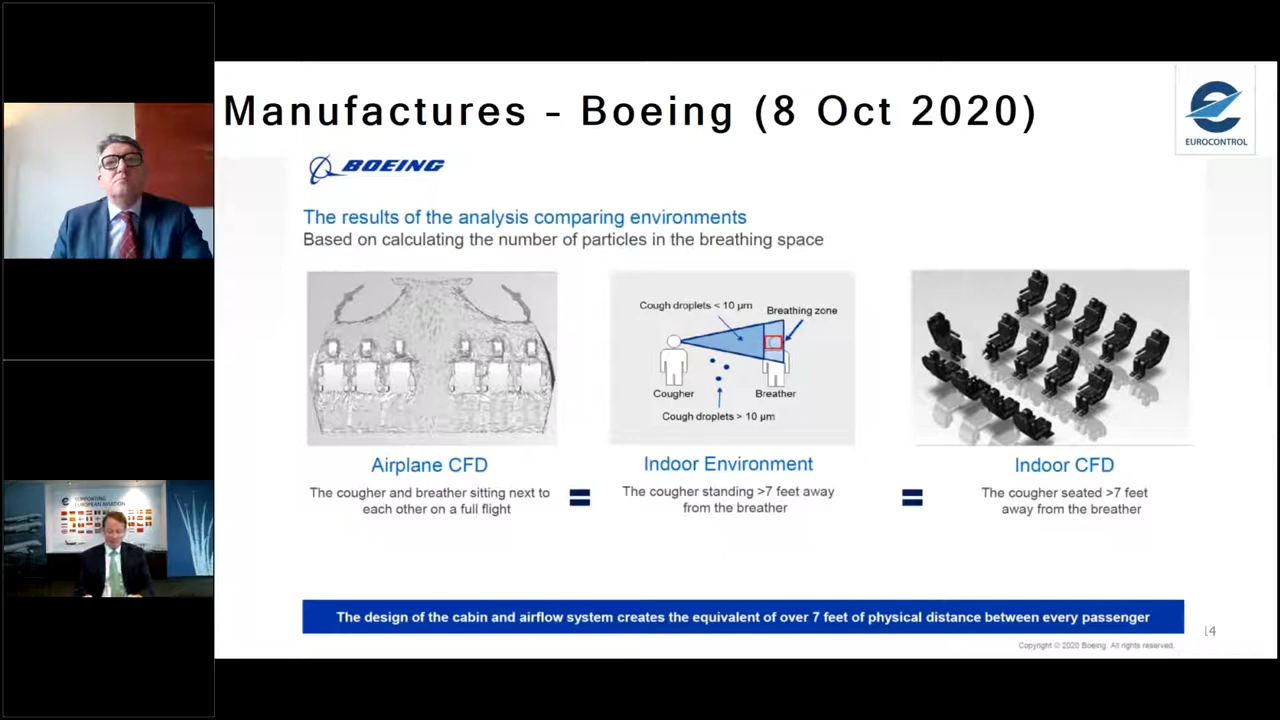 Manufactures - Boeing (8 Oct 2020)
EUROCONTROL
BOEING
The results of the analysis comparing environments
Based on calculating the number of particles in the breathing space
Cough droplets < 10 µm
Breathing zone
Cougher
Breather
Cough droplets > 10 µm
Airplane CFD
The cougher and breather sitting next to
each other on a full flight
=
Indoor Environment
The cougher standing >7 feet away
from the breather
=
Indoor CFD
The cougher seated >7 feet
away from the breather
The design of the cabin and airflow system creates the equivalent of over 7 feet of physical distance between every passenger
14
Copyright © 2020 Boeing. All rights reserved.
SUPPORTING
EUROPEAN AVIATION